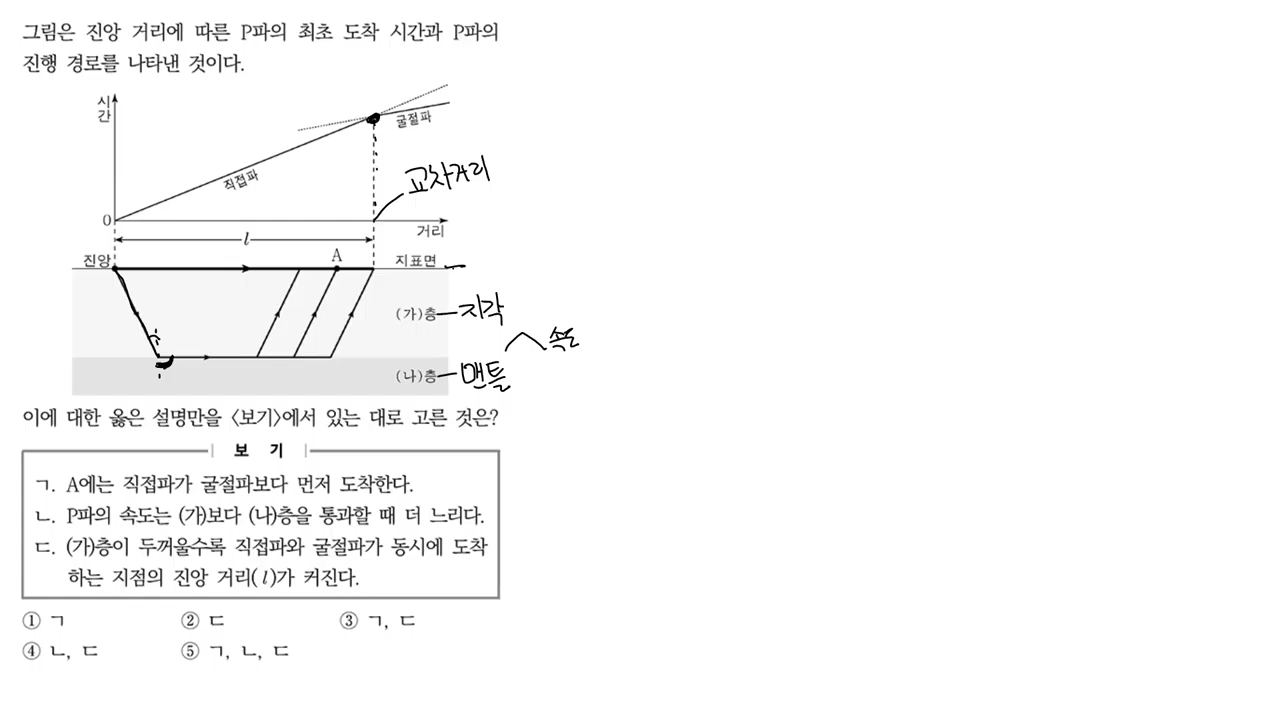 그림은 진앙 거리에 따른 P파의 최초 도착 시간과 P파의
진행 경로를 나타낸 것이다.
시간
굴절파
직접파
교차거리
0
거리
l
진앙
A
지표면
(가)층
지각
속도
(나)층
맨틀
이에 대한 옳은 설명만을 〈보기〉에서 있는 대로 고른 것은?
보 기
ㄱ. A에는 직접파가 굴절파보다 먼저 도착한다.
ㄴ. P파의 속도는 (가)보다 (나)층을 통과할 때 더 느리다.
ㄷ. (가)층이 두꺼울수록 직접파와 굴절파가 동시에 도착
하는 지점의 진앙 거리(l)가 커진다.
① ㄱ ② ㄷ ③ ㄱ, ㄷ
④ ㄴ, ㄷ ⑤ ㄱ, ㄴ, ㄷ